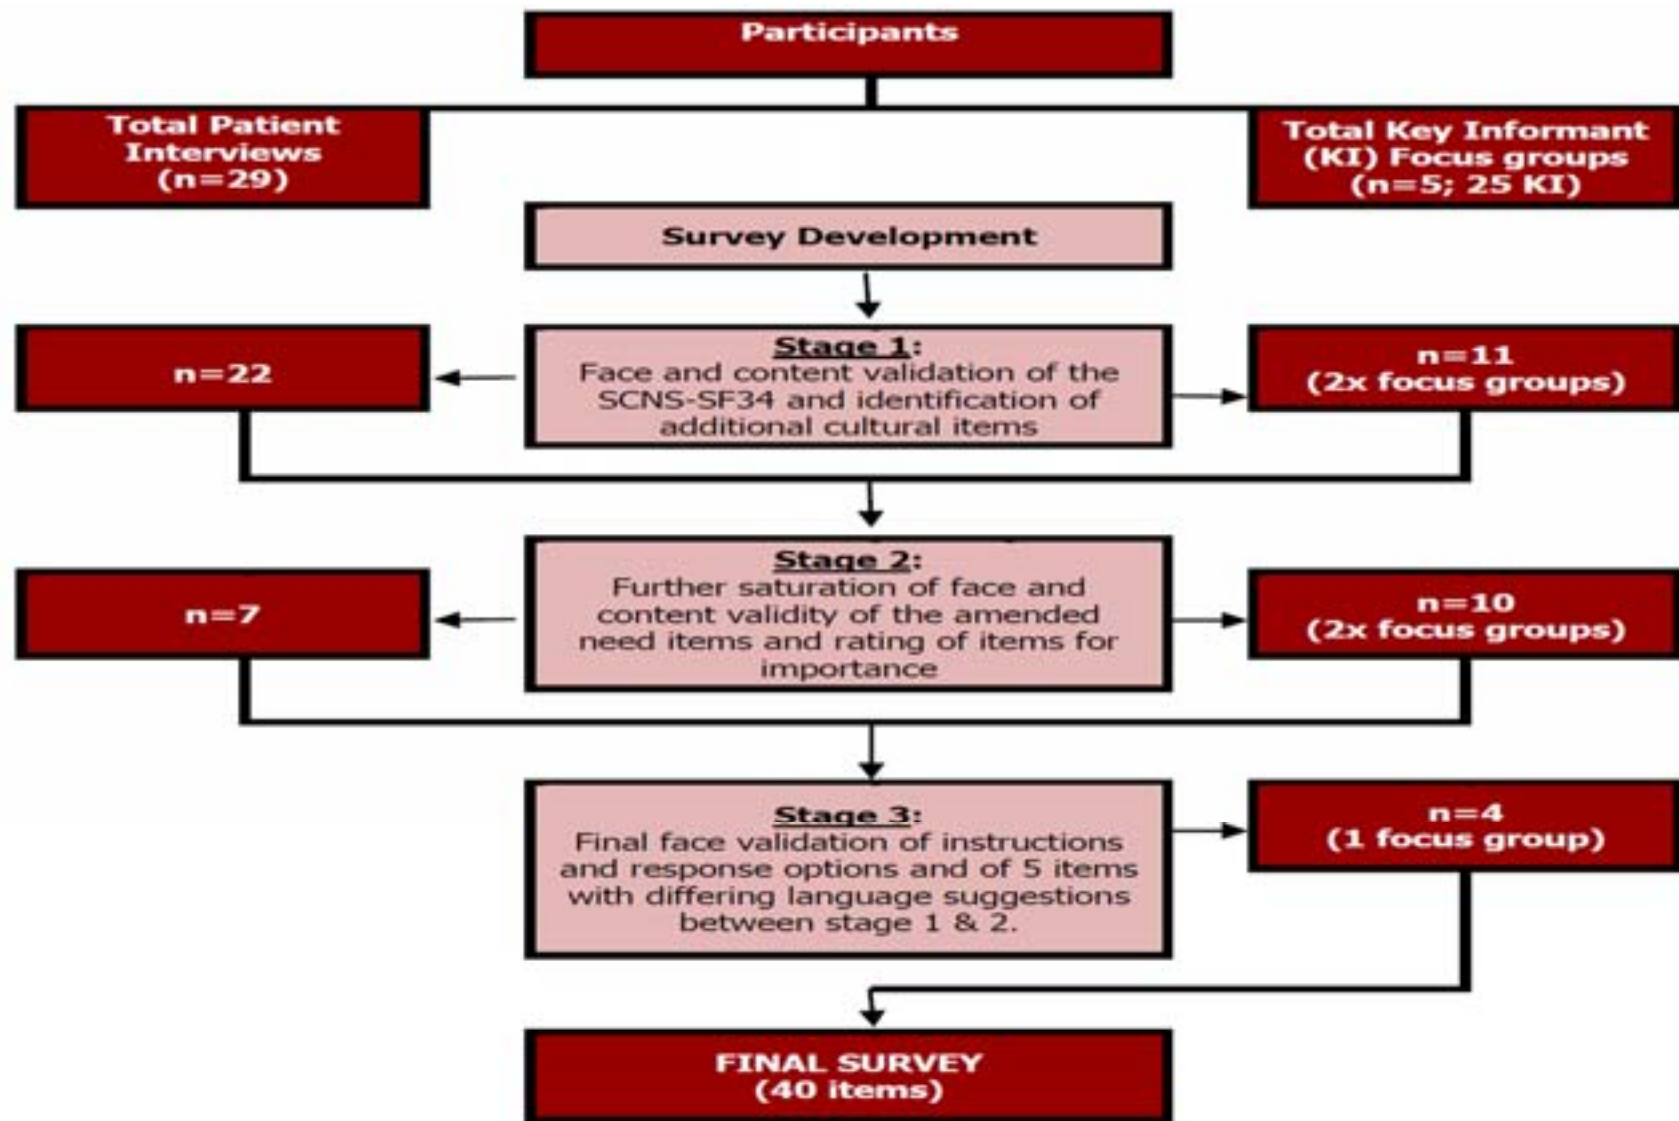 Participants
Total Patient
Interviews
(n=29)
Total Key Informant
(KI) Focus groups
(n=5; 25 KI)
Survey Development
n=22
Stage 1:
Face and content validation of the
SCNS-SF34 and identification of
additional cultural items
n=11
(2x focus groups)
n=7
Stage 2:
Further saturation of face and
content validity of the amended
need items and rating of items for
importance
n=10
(2x focus groups)
Stage 3:
Final face validation of instructions
and response options and of 5 items
with differing language suggestions
between stage 1 & 2.
n=4
(1 focus group)
FINAL SURVEY
(40 items)